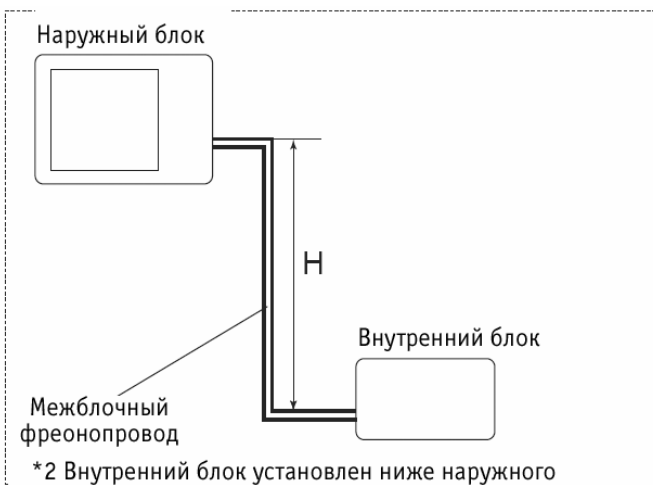 Наружный блок
H
Внутренний блок
Межблочный
фреонопровод
*2 Внутренний блок установлен ниже наружного